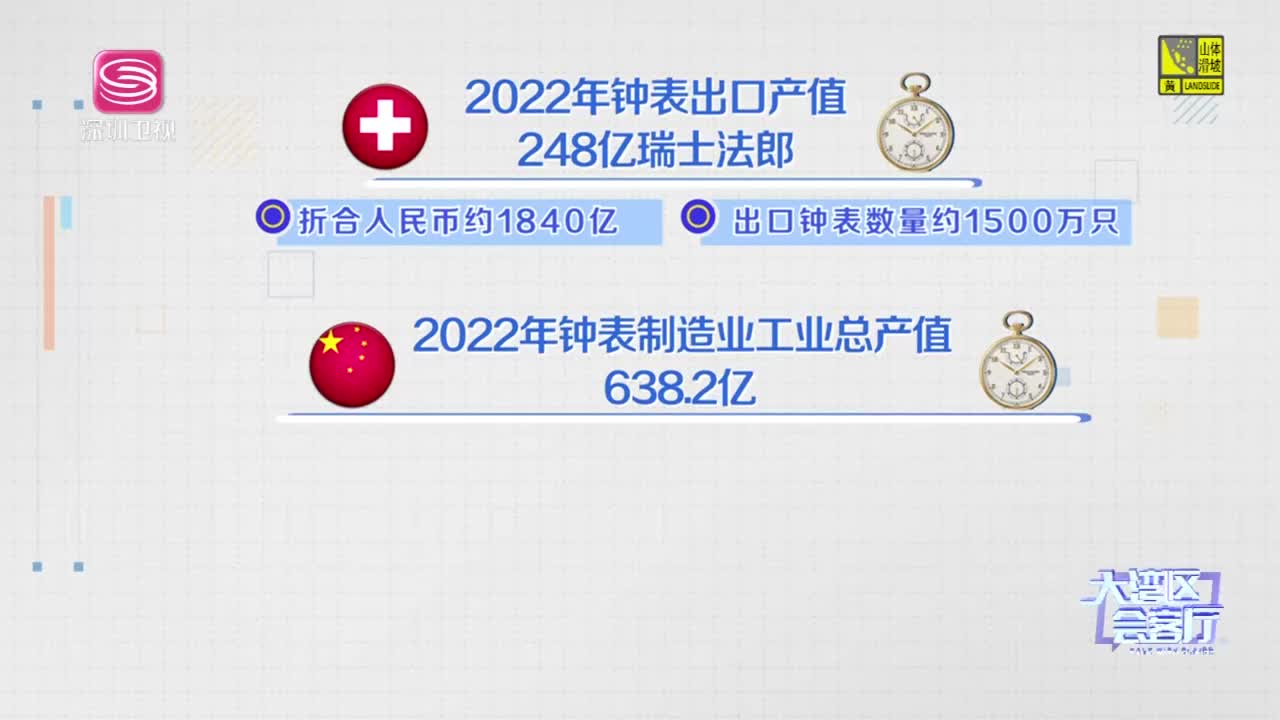 深圳卫视
山体
滑坡
黄 LANDSLIDE
2022年钟表出口产值
248亿瑞士法郎
折合人民币约1840亿
出口钟表数量约1500万只
2022年钟表制造业工业总产值
638.2亿
大湾区
会客厅